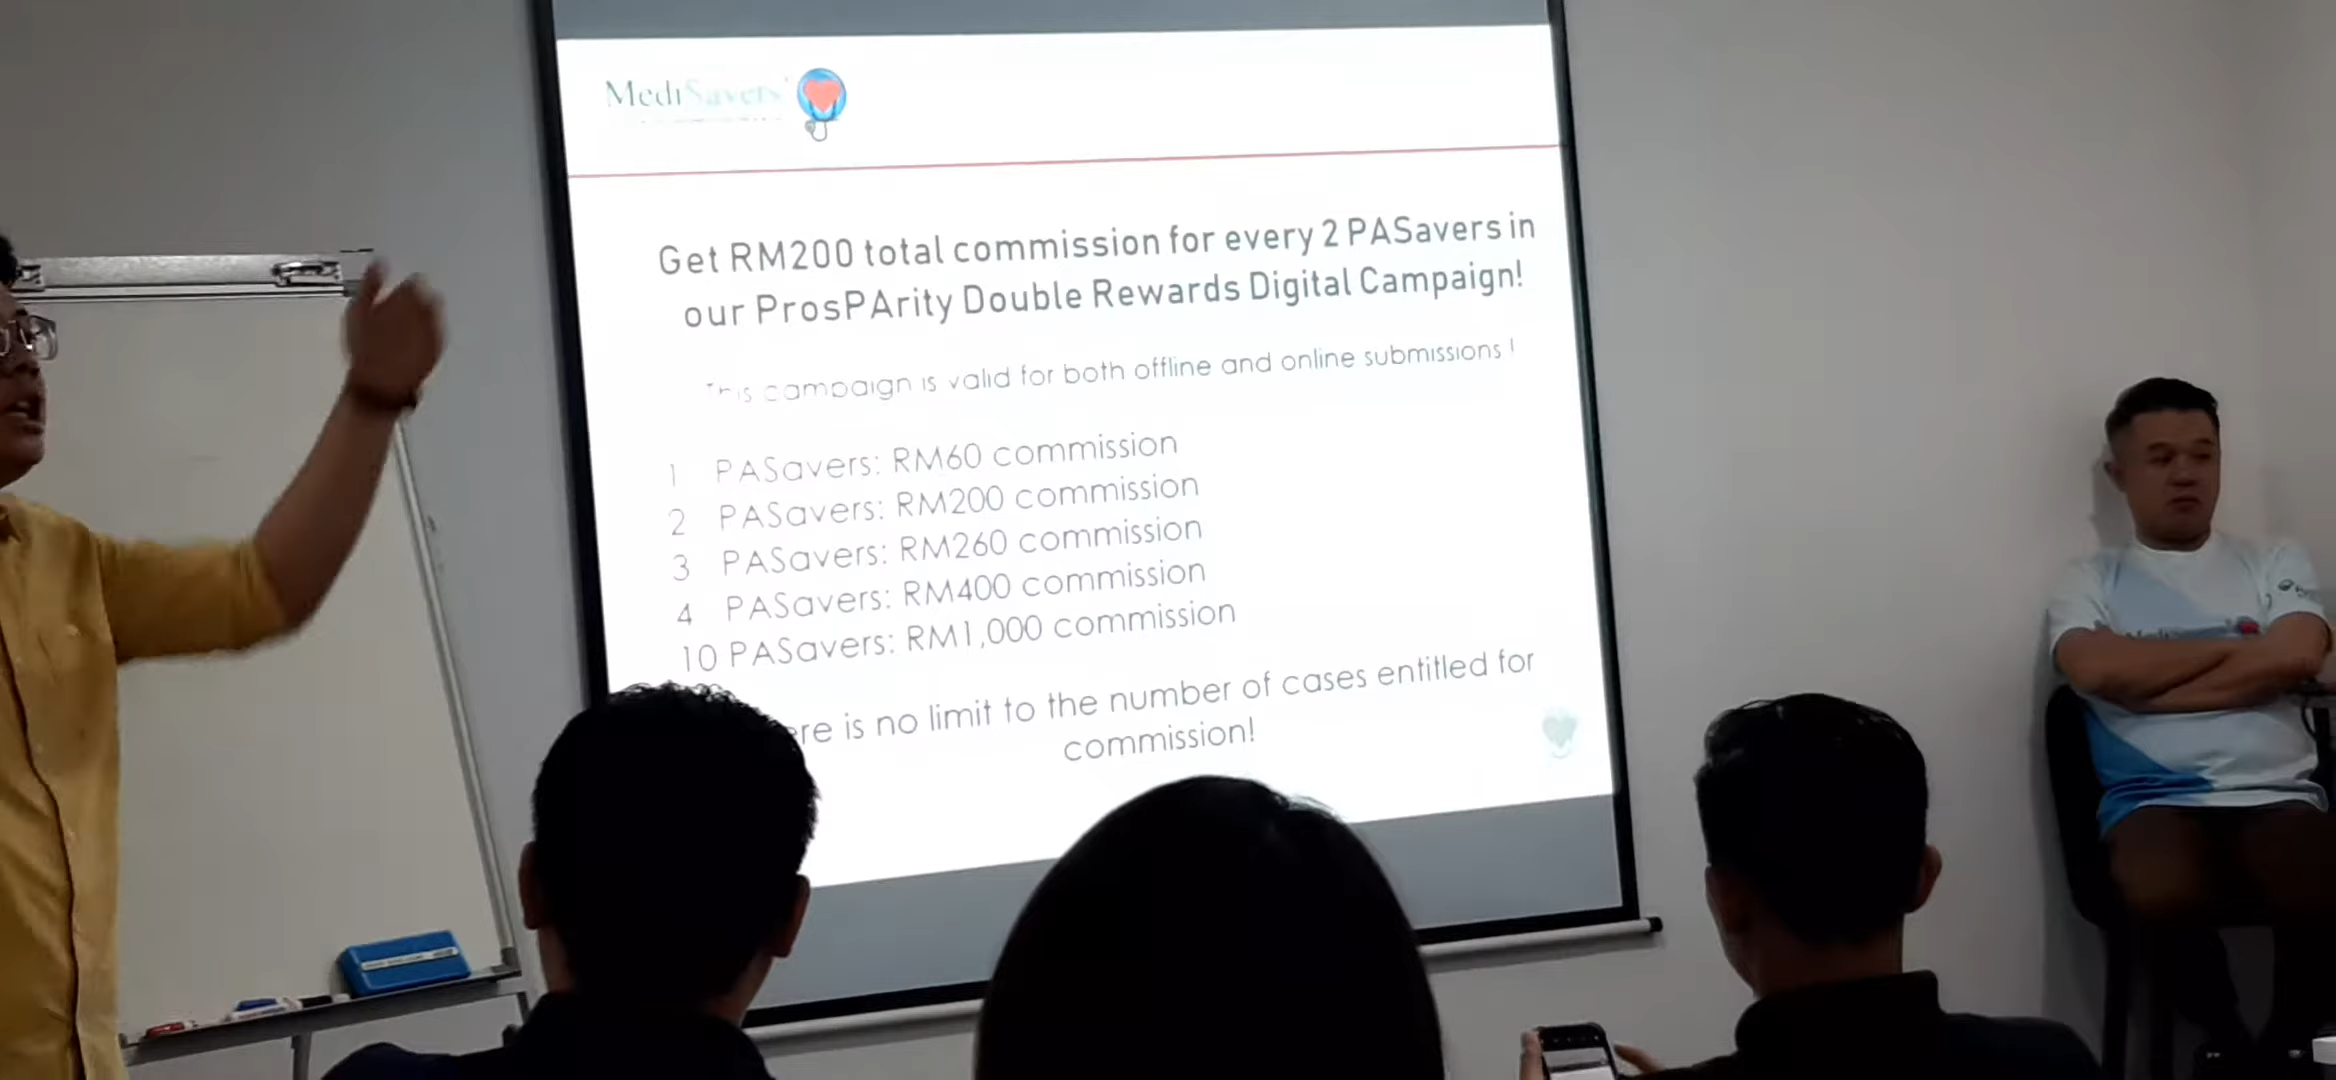 MediSavers
Get RM200 total commission for every 2 PASavers in
our ProsPArity Double Rewards Digital Campaign!
This campaign is valid for both offline and online submissions!
1 PASavers: RM60 commission
2 PASavers: RM200 commission
3 PASavers: RM260 commission
4 PASavers: RM400 commission
10 PASavers: RM1,000 commission
re is no limit to the number of cases entitled for
commission!
MediSavers